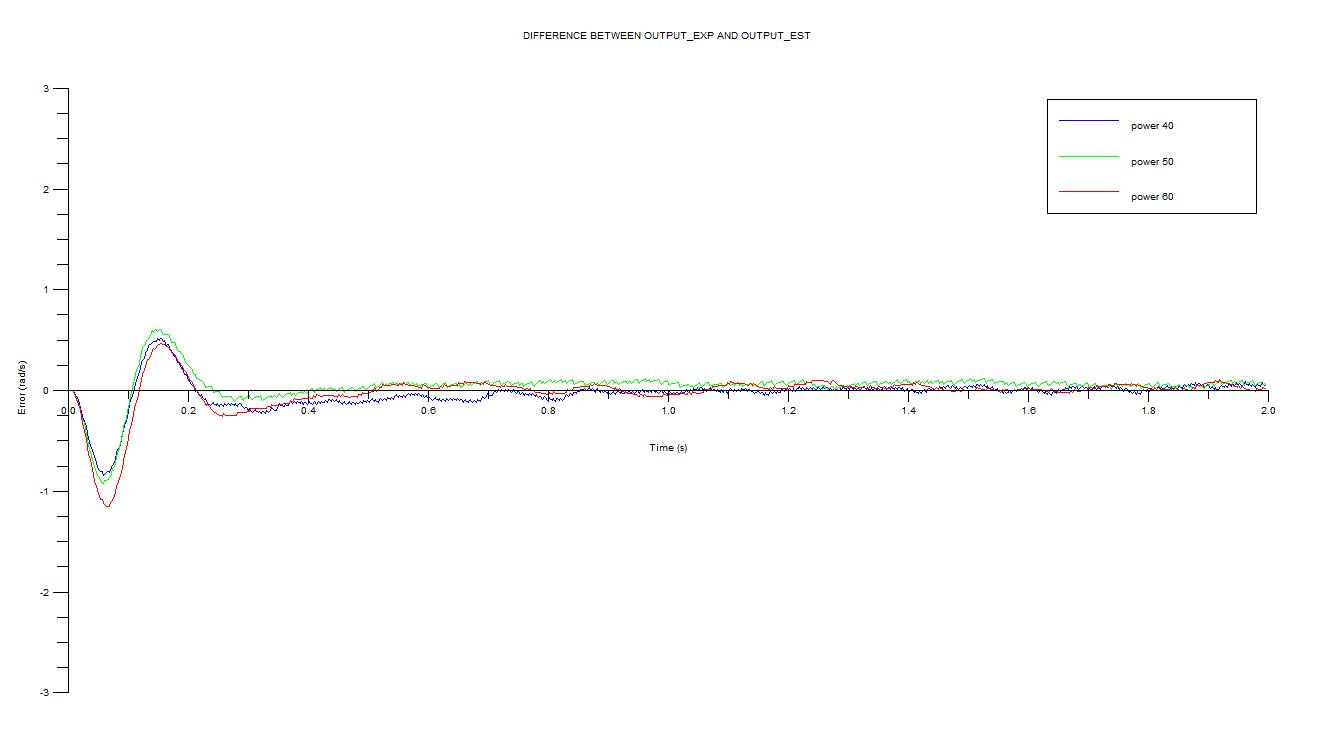 DIFFERENCE BETWEEN OUTPUT_EXP AND OUTPUT_EST
3
2
1
0
-1
-2
-3
Error (rad/s)
0.0 0.2 0.4 0.6 0.8 1.0 1.2 1.4 1.6 1.8 2.0
Time (s)
power 40
power 50
power 60